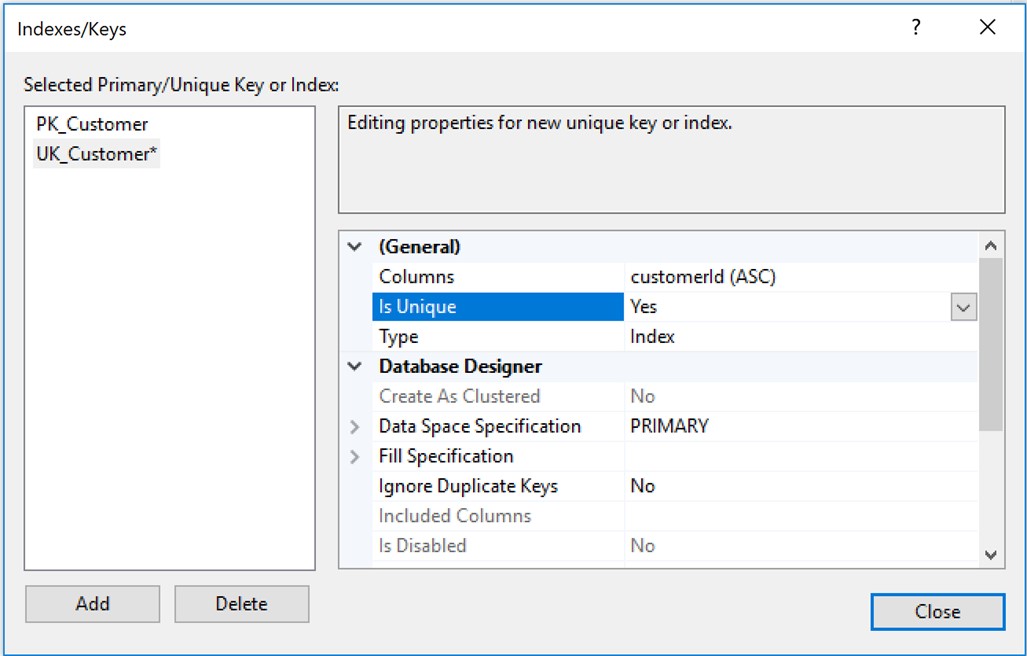 Indexes/Keys
?
Selected Primary/Unique Key or Index:
PK_Customer
UK_Customer*
Editing properties for new unique key or index.
(General)
Columns customerId (ASC)
Is Unique Yes
Type Index
Database Designer
Create As Clustered No
Data Space Specification PRIMARY
Fill Specification
Ignore Duplicate Keys No
Included Columns
Is Disabled No
Add Delete
Close